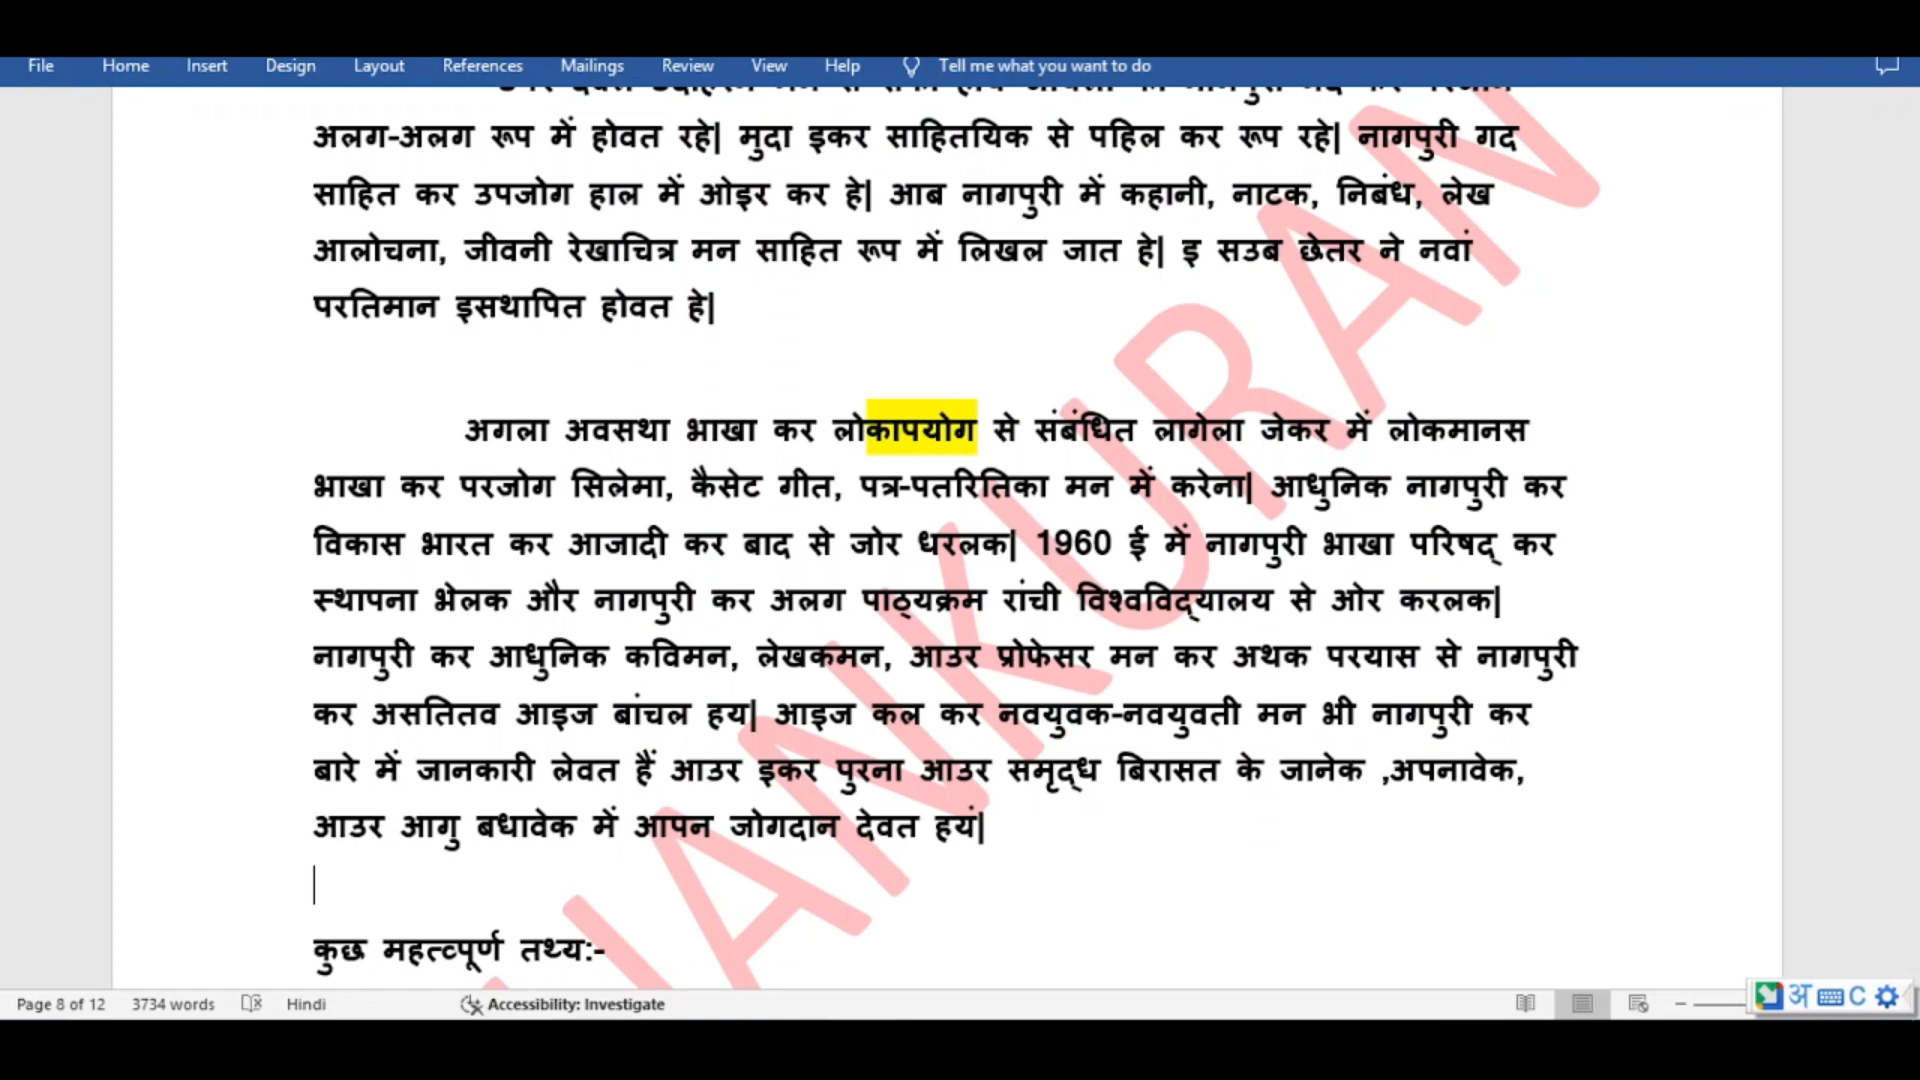 File Home Insert Design Layout References Mailings Review View Help Tell me what you want to do
अलग-अलग रूप में होवत रहे| मुदा इकर साहितयिक से पहिल कर रूप रहे| नागपुरी गद
साहित कर उपजोग हाल में ओइर कर हे| आब नागपुरी में कहानी, नाटक, निबंध, लेख
आलोचना, जीवनी रेखाचित्र मन साहित रूप में लिखल जात हे| इ सउब छेतर ने नवां
परतिमान इसथापित होवत हे|
अगला अवसथा भाखा कर लोकापयोग से संबंधित लागेला जेकर में लोकमानस
भाखा कर परजोग सिलेमा, कैसेट गीत, पत्र-पतरितिका मन में करेना| आधुनिक नागपुरी कर
विकास भारत कर आजादी कर बाद से जोर धरलक| 1960 ई में नागपुरी भाखा परिषद् कर
स्थापना भेलक और नागपुरी कर अलग पाठ्यक्रम रांची विश्वविद्यालय से ओर करलक|
नागपुरी कर आधुनिक कविमन, लेखकमन, आउर प्रोफेसर मन कर अथक परयास से नागपुरी
कर असतितव आइज बांचल हय| आइज कल कर नवयुवक-नवयुवती मन भी नागपुरी कर
बारे में जानकारी लेवत हैं आउर इकर पुरना आउर समृद्ध बिरासत के जानेक ,अपनावेक,
आउर आगु बधावेक में आपन जोगदान देवत हयं|
कुछ महत्व्पूर्ण तथ्य:-
Page 8 of 12 3734 words Hindi Accessibility: Investigate अ C
ANKURAN